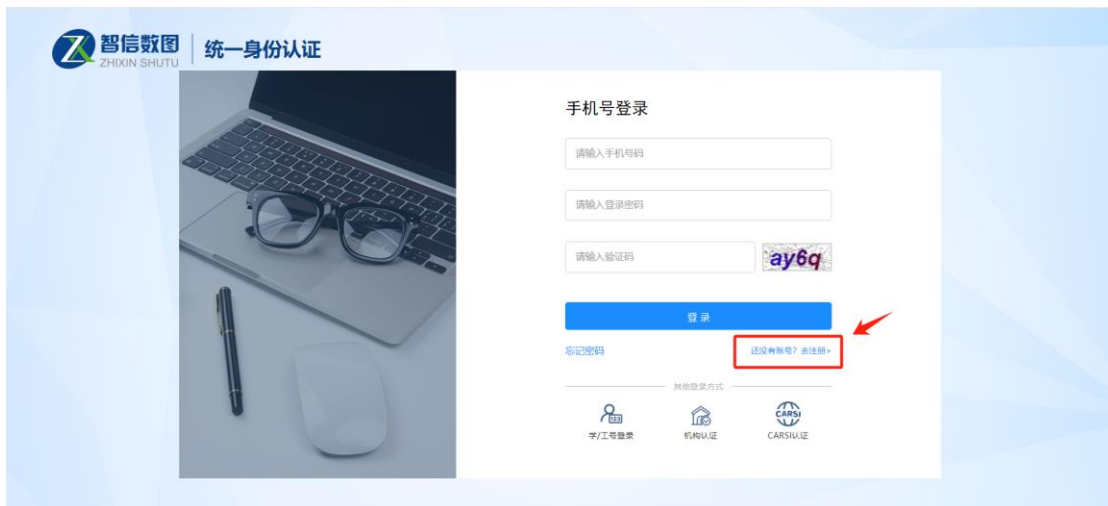 智信数图
ZHIXIN SHUTU
统一身份认证
手机号登录
请输入手机号码
请输入登录密码
请输入验证码
ay6q
登录
忘记密码
还没有账号？去注册>
其他登录方式
123
CARSI
学/工号登录
机构认证
CARSI认证